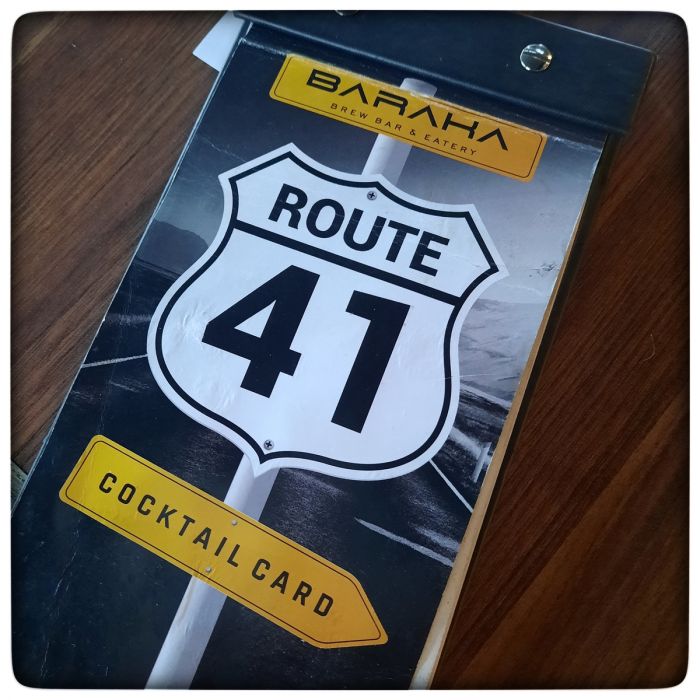 BARAKA
BREW BAR & EATERY
ROUTE
41
COCKTAIL CARD